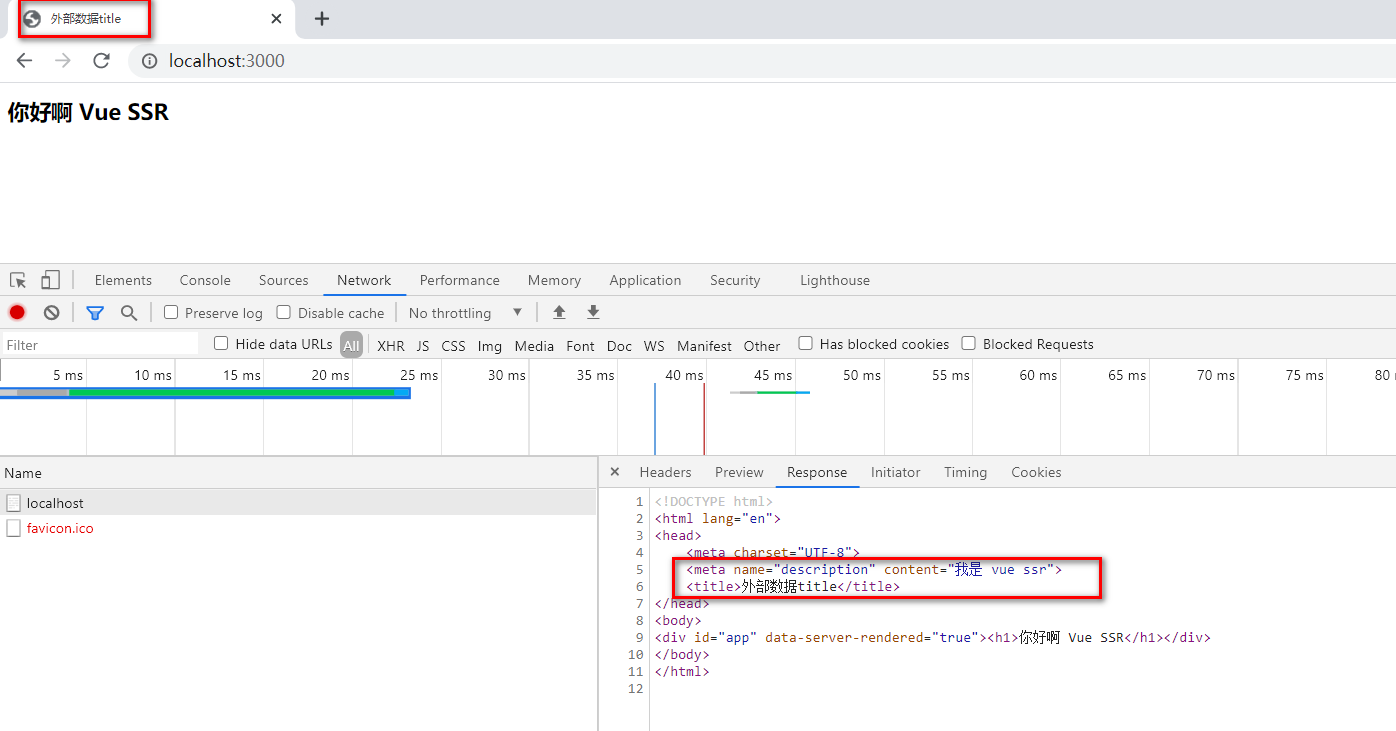 外部数据title
localhost:3000
你好啊 Vue SSR
Elements Console Sources Network Performance Memory Application Security Lighthouse
Preserve log Disable cache No throttling
Filter Hide data URLs All XHR JS CSS Img Media Font Doc WS Manifest Other Has blocked cookies Blocked Requests
5 ms 10 ms 15 ms 20 ms 25 ms 30 ms 35 ms 40 ms 45 ms 50 ms 55 ms 60 ms 65 ms 70 ms 75 ms 80
Name
localhost
favicon.ico
Headers Preview Response Initiator Timing Cookies
1 <!DOCTYPE html>
2 <html lang="en">
3 <head>
4 <meta charset="UTF-8">
5 <meta name="description" content="我是 vue ssr">
6 <title>外部数据title</title>
7 </head>
8 <body>
9 <div id="app" data-server-rendered="true"><h1>你好啊 Vue SSR</h1></div>
10 </body>
11 </html>
12